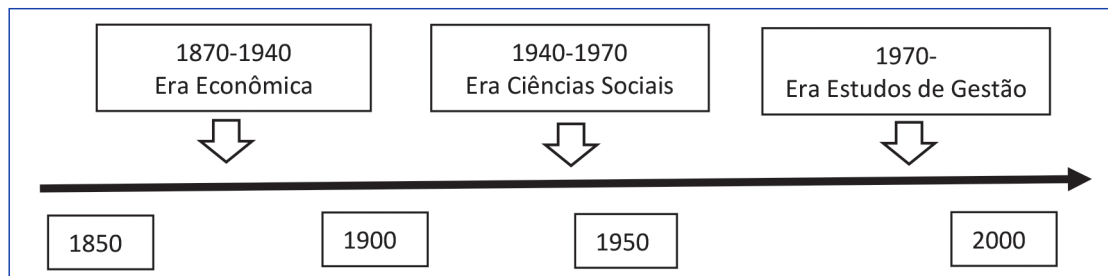 1870-1940
Era Econômica
1940-1970
Era Ciências Sociais
1970-
Era Estudos de Gestão
1850
1900
1950
2000